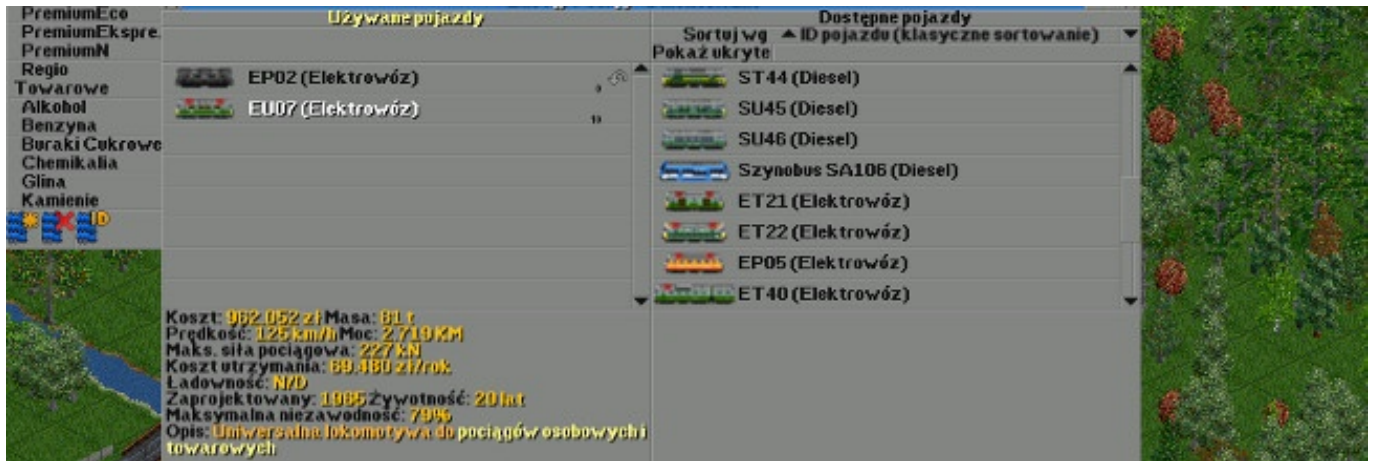 PremiumEco
PremiumEkspre
PremiumN
Regio
Towarowe
Alkohol
Benzyna
Buraki Cukrowe
Chemikalia
Glina
Kamienie
ID
Używane pojazdy
EP02 (Elektrowóz)
0
EU07 (Elektrowóz)
10
Koszt: 962.052 zł Masa: 81 t
Prędkość: 125 km/h Moc: 2.719 KM
Maks. siła pociągowa: 227 kN
Koszt utrzymania: 69.480 zł/rok
Ładowność: N/D
Zaprojektowany: 1965 Żywotność: 20 lat
Maksymalna niezawodność: 79%
Opis: Uniwersalna lokomotywa do pociągów osobowych i
towarowych
Dostępne pojazdy
Sortuj wg ID pojazdu (klasyczne sortowanie)
Pokaż ukryte
ST44 (Diesel)
SU45 (Diesel)
SU46 (Diesel)
Szynobus SA106 (Diesel)
ET21 (Elektrowóz)
ET22 (Elektrowóz)
EP05 (Elektrowóz)
ET40 (Elektrowóz)